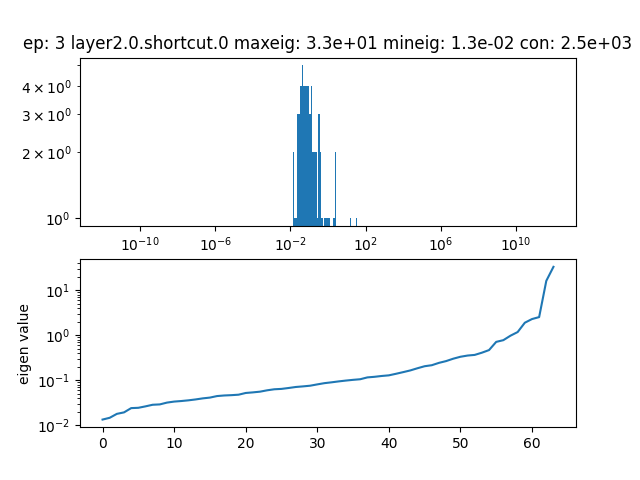 ep: 3 layer2.0.shortcut.0 maxeig: 3.3e+01 mineig: 1.3e-02 con: 2.5e+03
4 × 10⁰
3 × 10⁰
2 × 10⁰
10⁰
10⁻¹⁰ 10⁻⁶ 10⁻² 10² 10⁶ 10¹⁰
eigen value
10¹
10⁰
10⁻¹
10⁻²
0 10 20 30 40 50 60